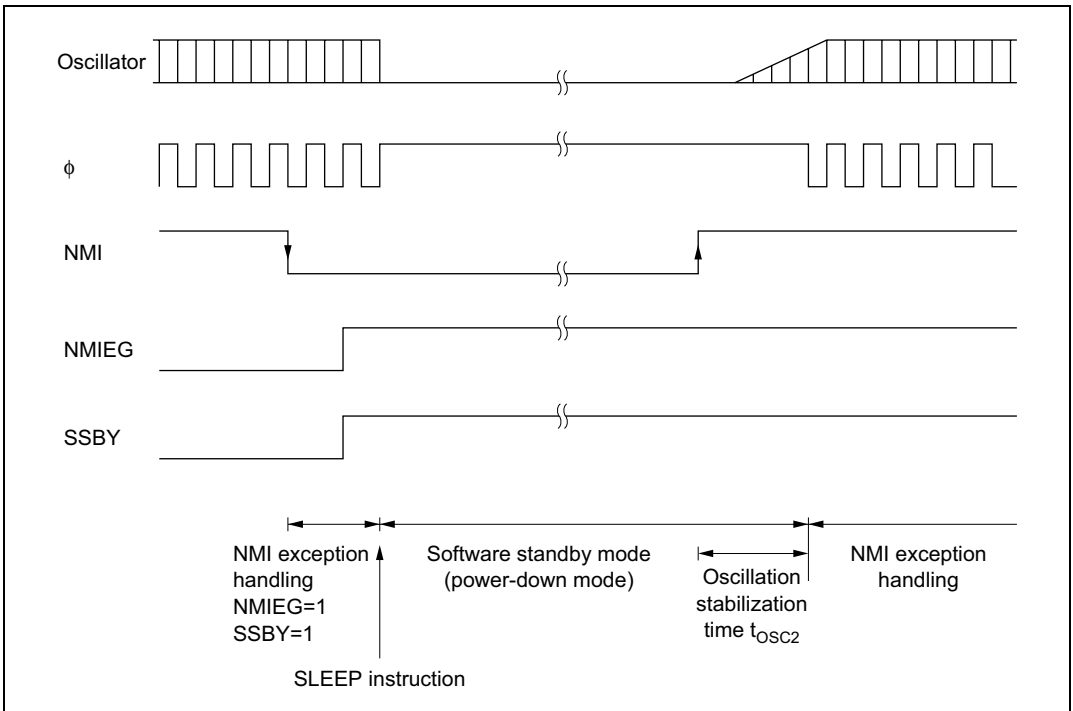 Oscillator
φ
NMI
NMIEG
SSBY
NMI exception
handling
NMIEG=1
SSBY=1
Software standby mode
(power-down mode)
Oscillation
stabilization
time tOSC2
NMI exception
handling
SLEEP instruction